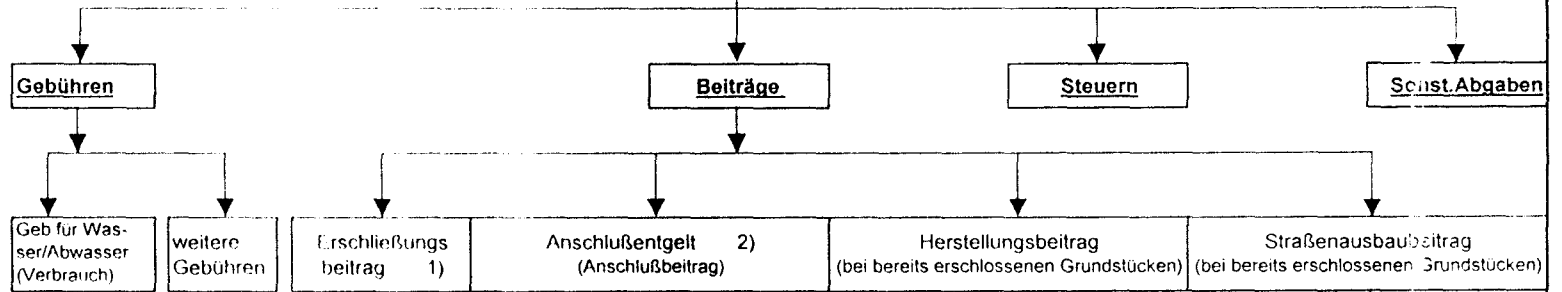 Gebühren
Beiträge
Steuern
Sonst.Abgaben
Geb für Was-
ser/Abwasser
(Verbrauch)
weitere
Gebühren
Erschließungs
beitrag 1)
Anschlußentgelt 2)
(Anschlußbeitrag)
Herstellungsbeitrag
(bei bereits erschlossenen Grundstücken)
Straßenausbaubeitrag
(bei bereits erschlossenen Grundstücken)